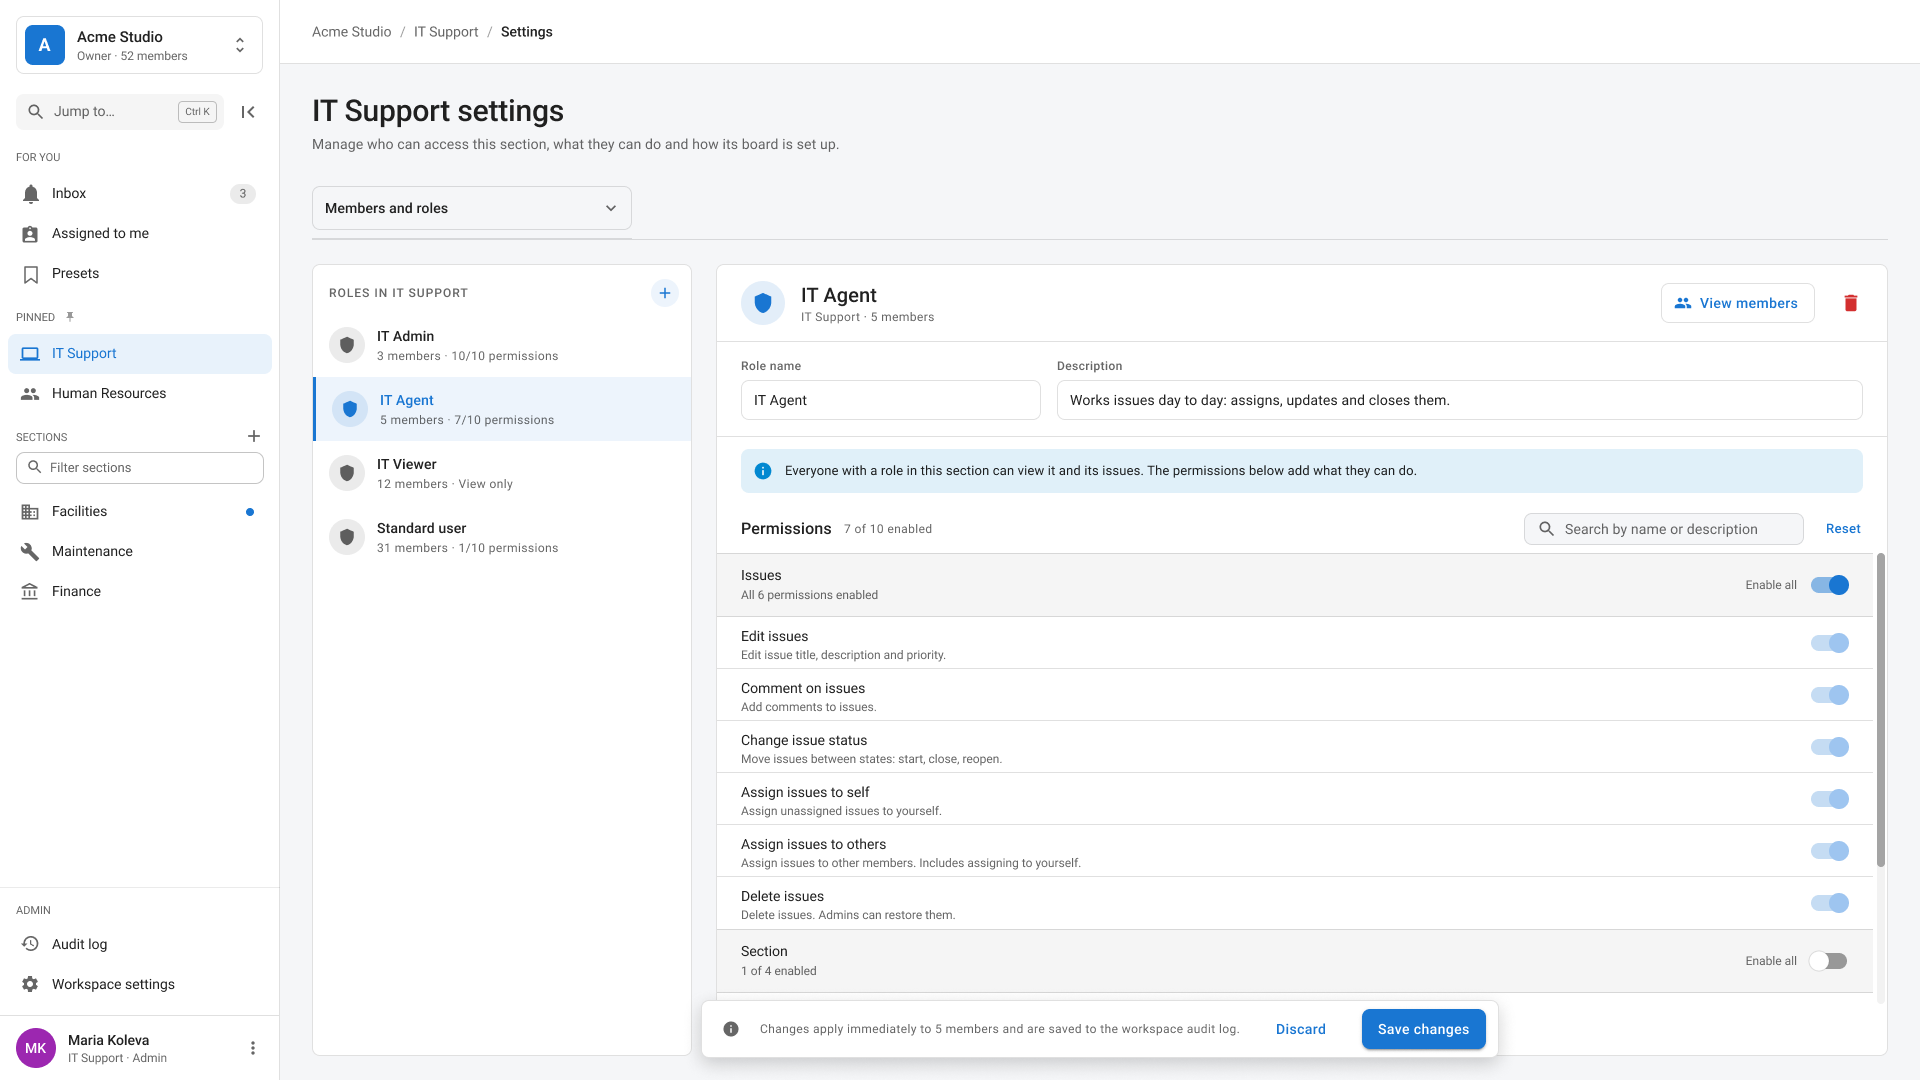 A
Acme Studio
Owner · 52 members
Jump to...
Ctrl K
FOR YOU
Inbox
3
Assigned to me
Presets
PINNED
IT Support
Human Resources
SECTIONS
Filter sections
Facilities
Maintenance
Finance
ADMIN
Audit log
Workspace settings
MK
Maria Koleva
IT Support · Admin
Acme Studio / IT Support / Settings
IT Support settings
Manage who can access this section, what they can do and how its board is set up.
Members and roles
ROLES IN IT SUPPORT
IT Admin
3 members · 10/10 permissions
IT Agent
5 members · 7/10 permissions
IT Viewer
12 members · View only
Standard user
31 members · 1/10 permissions
IT Agent
IT Support · 5 members
View members
Role name
IT Agent
Description
Works issues day to day: assigns, updates and closes them.
Everyone with a role in this section can view it and its issues. The permissions below add what they can do.
Permissions 7 of 10 enabled
Search by name or description
Reset
Issues
All 6 permissions enabled
Enable all
Edit issues
Edit issue title, description and priority.
Comment on issues
Add comments to issues.
Change issue status
Move issues between states: start, close, reopen.
Assign issues to self
Assign unassigned issues to yourself.
Assign issues to others
Assign issues to other members. Includes assigning to yourself.
Delete issues
Delete issues. Admins can restore them.
Section
1 of 4 enabled
Enable all
Changes apply immediately to 5 members and are saved to the workspace audit log.
Discard
Save changes